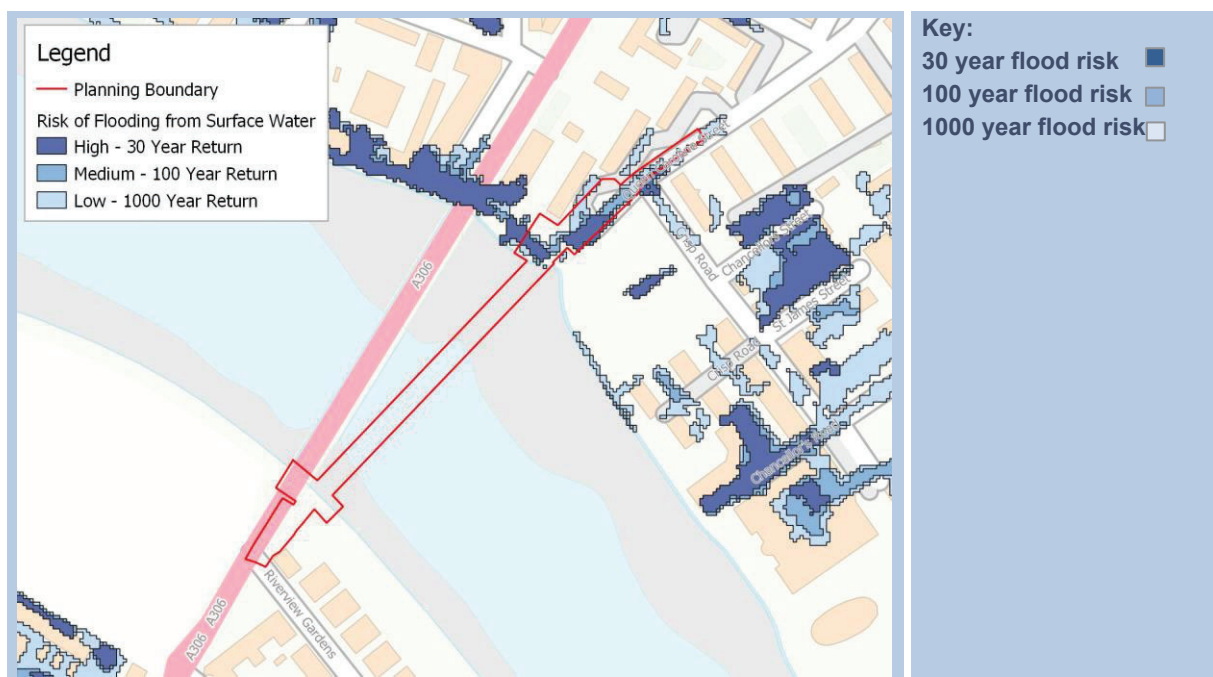 Legend
Planning Boundary
Risk of Flooding from Surface Water
High - 30 Year Return
Medium - 100 Year Return
Low - 1000 Year Return
A306
Crisp Road
Chancellors Street
St James Street
Crisp Road
Chancellor's Road
Riverview Gardens
A306 A306
Key:
30 year flood risk
100 year flood risk
1000 year flood risk